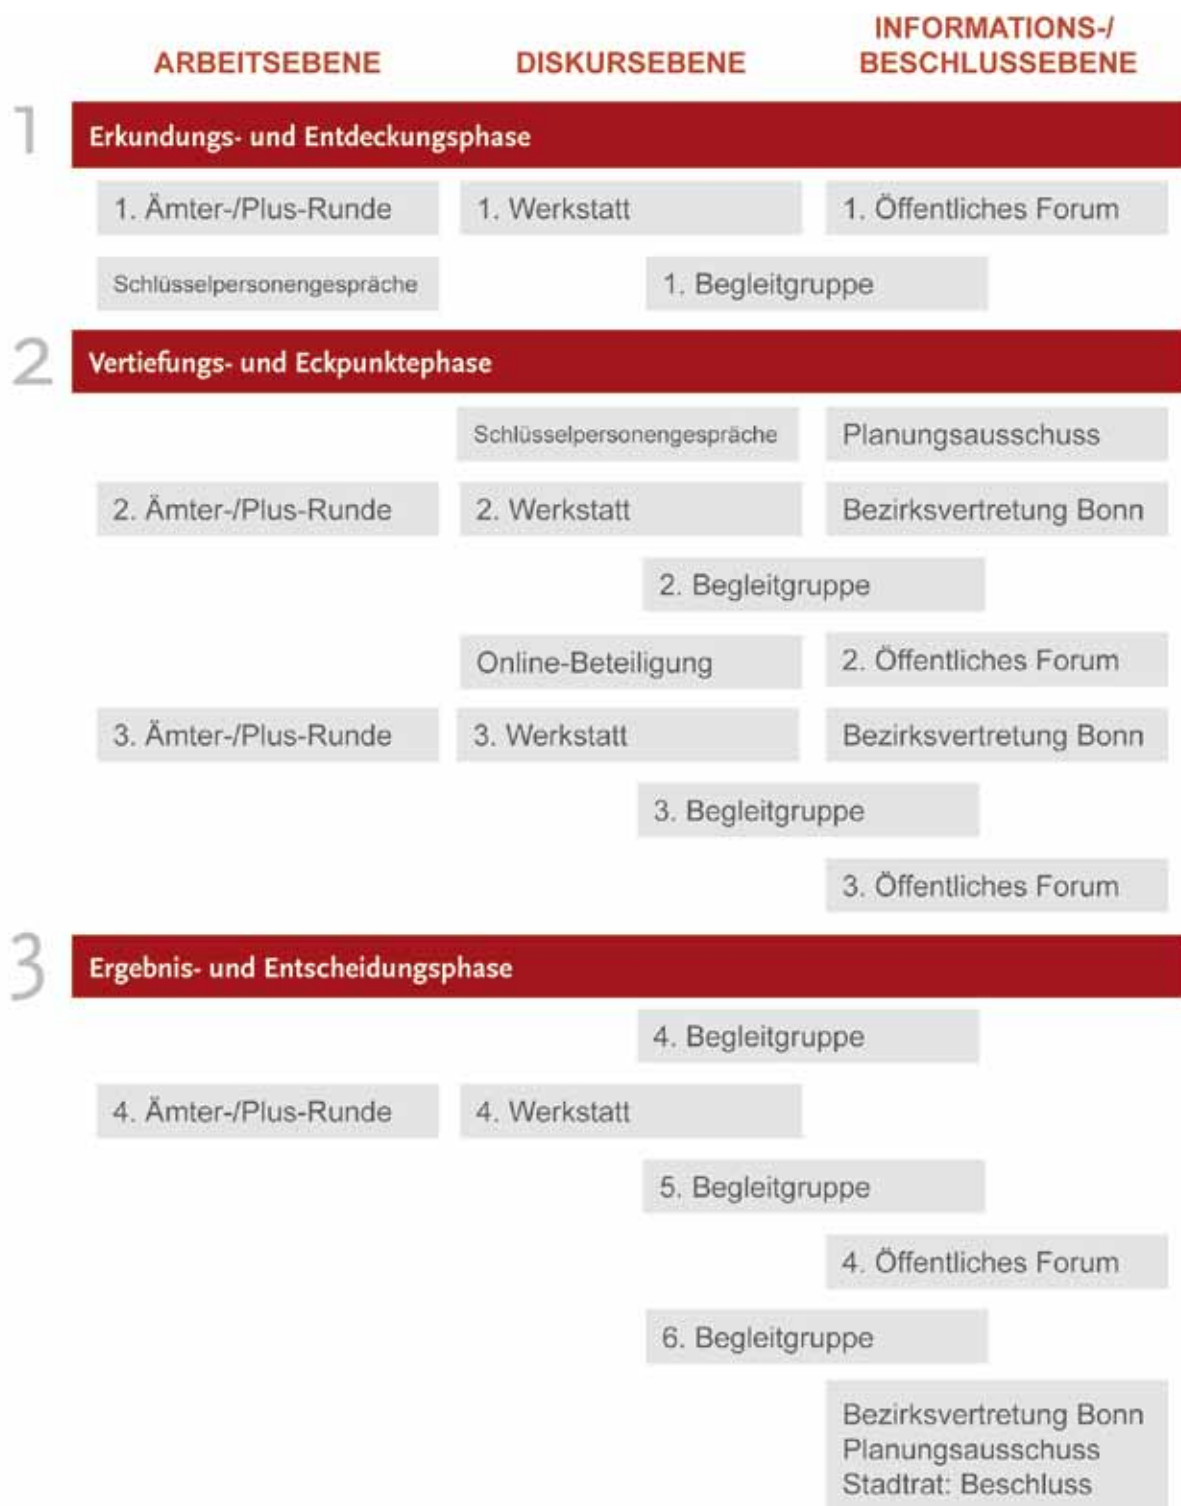 ARBEITSEBENE
DISKURSEBENE
INFORMATIONS-/
BESCHLUSSEBENE
1
Erkundungs- und Entdeckungsphase
1. Ämter-/Plus-Runde
1. Werkstatt
1. Öffentliches Forum
Schlüsselpersonengespräche
1. Begleitgruppe
2
Vertiefungs- und Eckpunktephase
Schlüsselpersonengespräche
Planungsausschuss
2. Ämter-/Plus-Runde
2. Werkstatt
Bezirksvertretung Bonn
2. Begleitgruppe
Online-Beteiligung
2. Öffentliches Forum
3. Ämter-/Plus-Runde
3. Werkstatt
Bezirksvertretung Bonn
3. Begleitgruppe
3. Öffentliches Forum
3
Ergebnis- und Entscheidungsphase
4. Begleitgruppe
4. Ämter-/Plus-Runde
4. Werkstatt
5. Begleitgruppe
4. Öffentliches Forum
6. Begleitgruppe
Bezirksvertretung Bonn
Planungsausschuss
Stadtrat: Beschluss